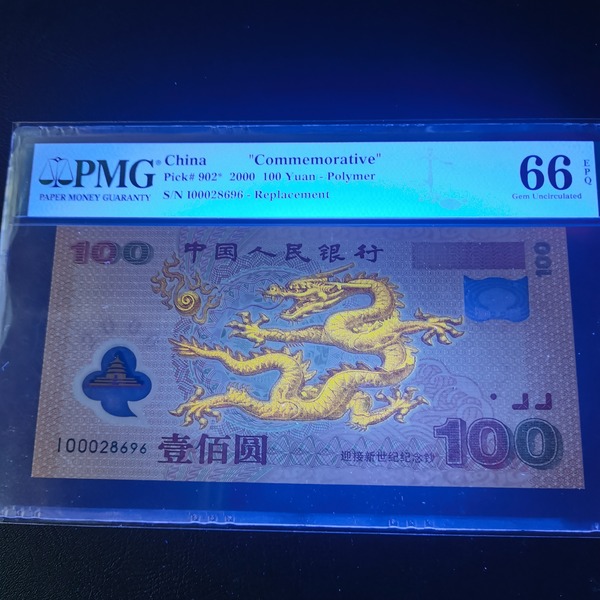 PMG
PAPER MONEY GUARANTY
China "Commemorative"
Pick# 902* 2000 100 Yuan - Polymer
S/N I00028696 - Replacement
66 EPQ
Gem Uncirculated
100 中国人民银行 100
I00028696
壹佰圆
迎接新世纪纪念钞
100